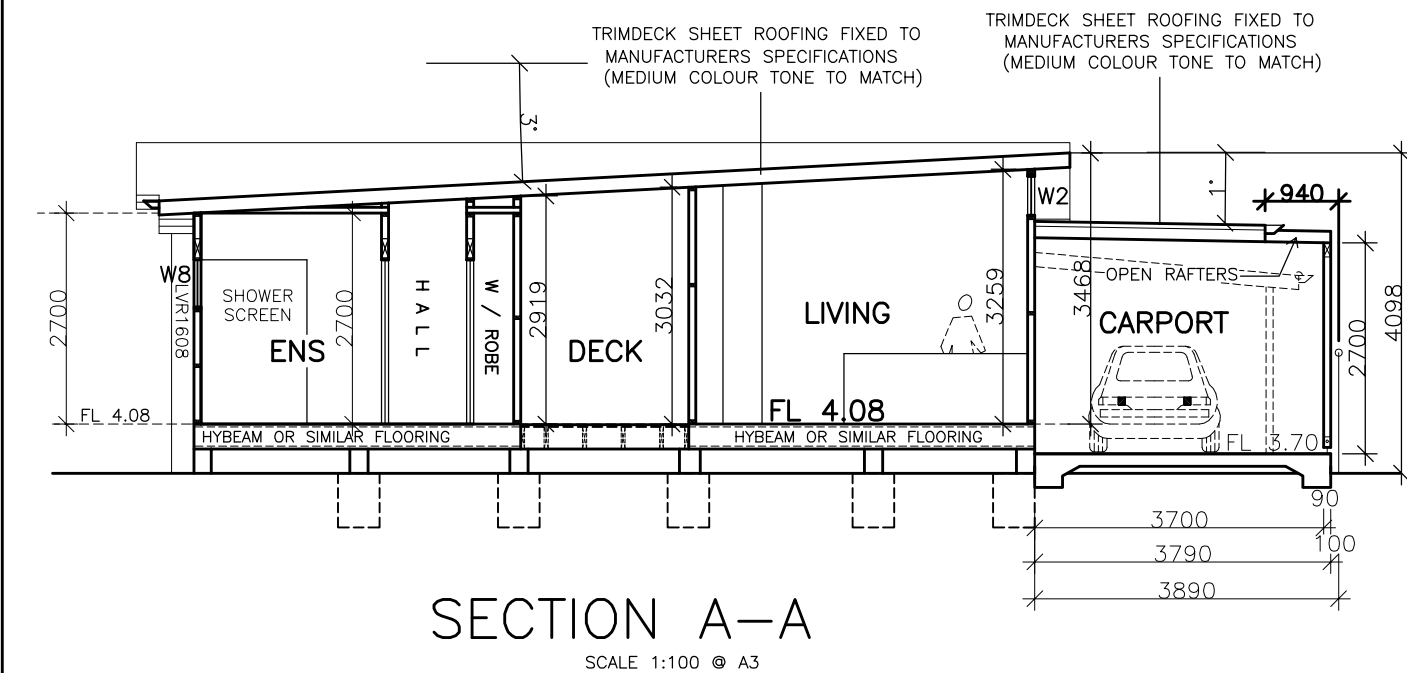 TRIMDECK SHEET ROOFING FIXED TO
MANUFACTURERS SPECIFICATIONS
(MEDIUM COLOUR TONE TO MATCH)
TRIMDECK SHEET ROOFING FIXED TO
MANUFACTURERS SPECIFICATIONS
(MEDIUM COLOUR TONE TO MATCH)
3°
1°
940
W2
W8
LVR1608
SHOWER
SCREEN
ENS
2700
2700
HALL
W / ROBE
2919
DECK
3032
LIVING
3259
3468
OPEN RAFTERS
CARPORT
2700
4098
FL 4.08
FL 4.08
FL 3.70
HYBEAM OR SIMILAR FLOORING
HYBEAM OR SIMILAR FLOORING
90
3700
100
3790
3890
SECTION A-A
SCALE 1:100 @ A3